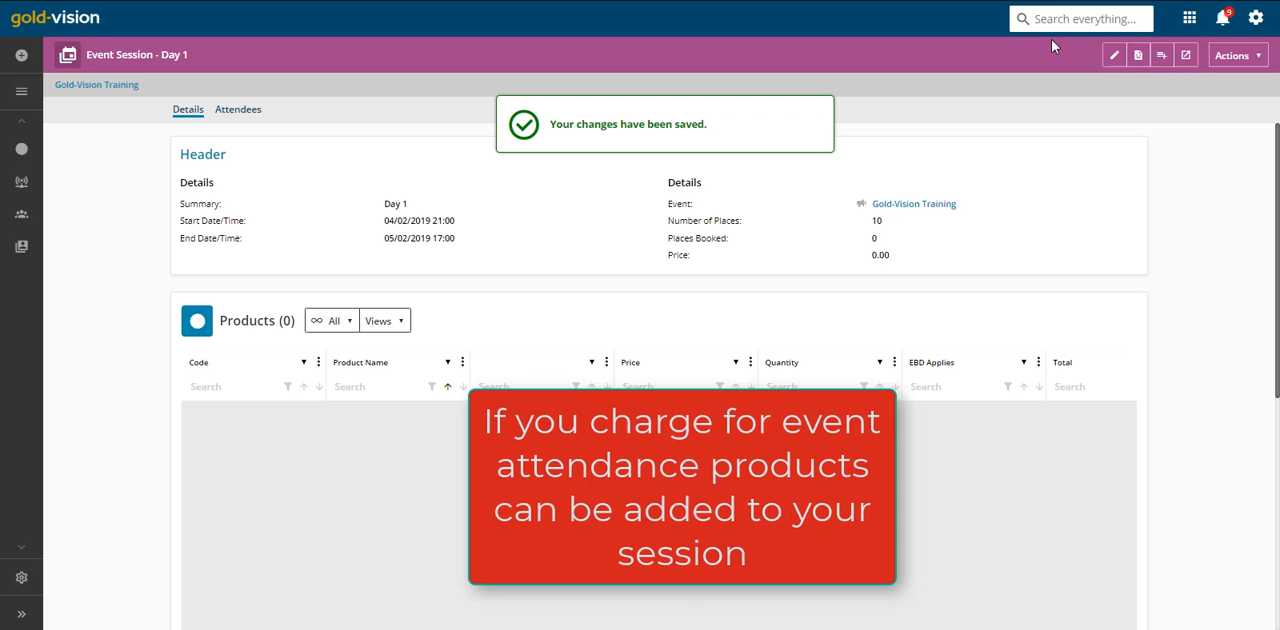 gold-vision
Search everything...
9
Event Session - Day 1
Actions
Gold-Vision Training
Details Attendees
Your changes have been saved.
Header
Details
Summary: Day 1
Start Date/Time: 04/02/2019 21:00
End Date/Time: 05/02/2019 17:00
Details
Event: Gold-Vision Training
Number of Places: 10
Places Booked: 0
Price: 0.00
Products (0) All Views
Code Product Name Price Quantity EBD Applies Total
Search Search Search Search Search Search Search
If you charge for event
attendance products
can be added to your
session